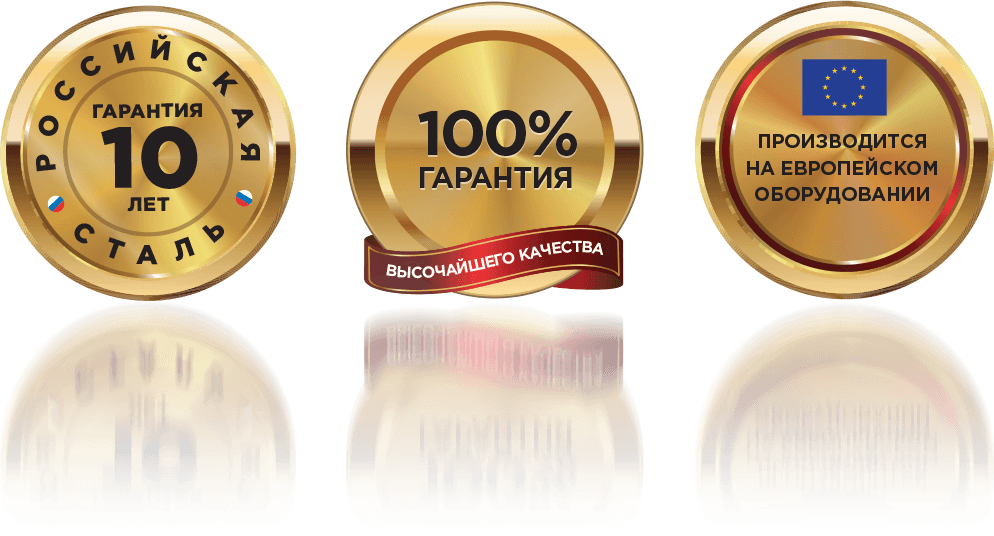 РОССИЙСКАЯ
ГАРАНТИЯ
10
ЛЕТ
СТАЛЬ
100%
ГАРАНТИЯ
ВЫСОЧАЙШЕГО КАЧЕСТВА
ПРОИЗВОДИТСЯ
НА ЕВРОПЕЙСКОМ
ОБОРУДОВАНИИ